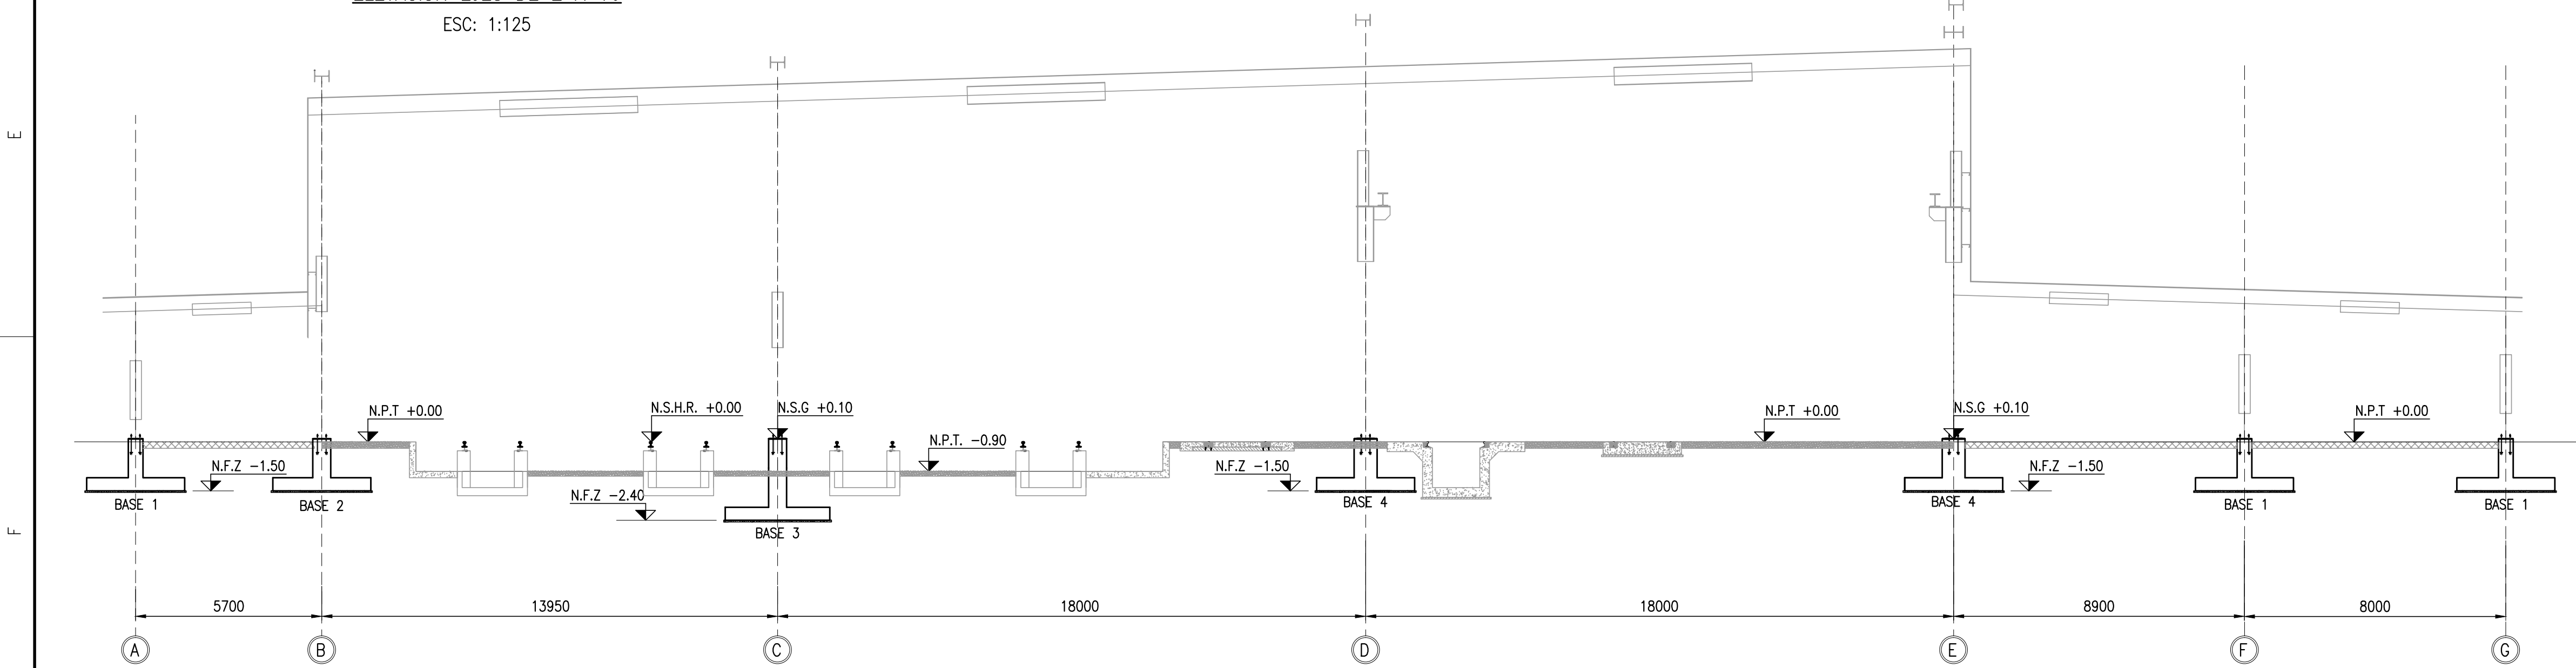 ESC: 1:125
E
F
N.P.T +0.00
N.S.H.R. +0.00
N.S.G +0.10
N.P.T +0.00
N.S.G +0.10
N.P.T +0.00
N.P.T. -0.90
N.F.Z -1.50
N.F.Z -1.50
N.F.Z -1.50
N.F.Z -2.40
BASE 1
BASE 2
BASE 3
BASE 4
BASE 4
BASE 1
BASE 1
5700
13950
18000
18000
8900
8000
A
B
C
D
E
F
G